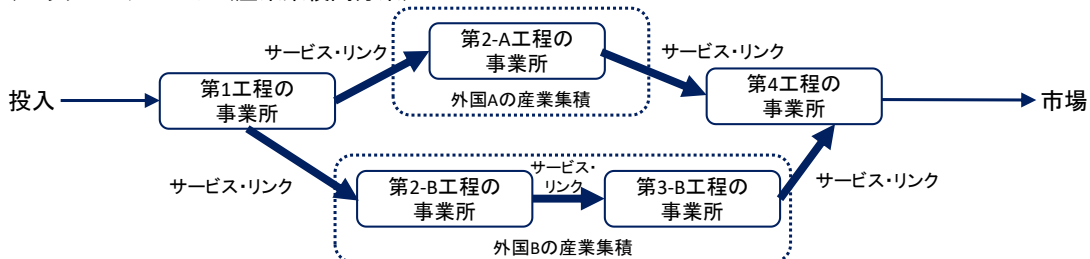 サービス・リンク
第2-A工程の
事業所
サービス・リンク
外国Aの産業集積
投入
第1工程の
事業所
第4工程の
事業所
市場
サービス・リンク
第2-B工程の
事業所
サービス・
リンク
第3-B工程の
事業所
サービス・リンク
外国Bの産業集積